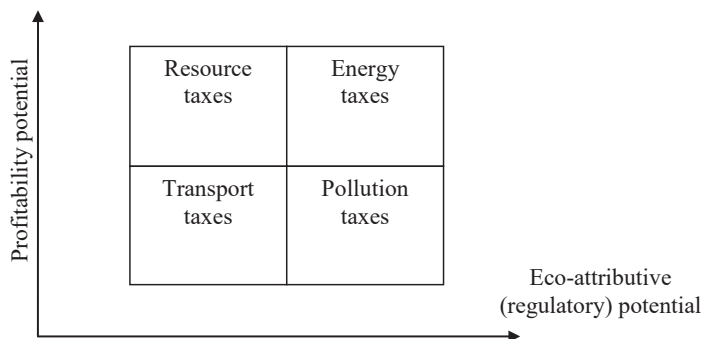 Profitability potential
Resource
taxes
Energy
taxes
Transport
taxes
Pollution
taxes
Eco-attributive
(regulatory) potential